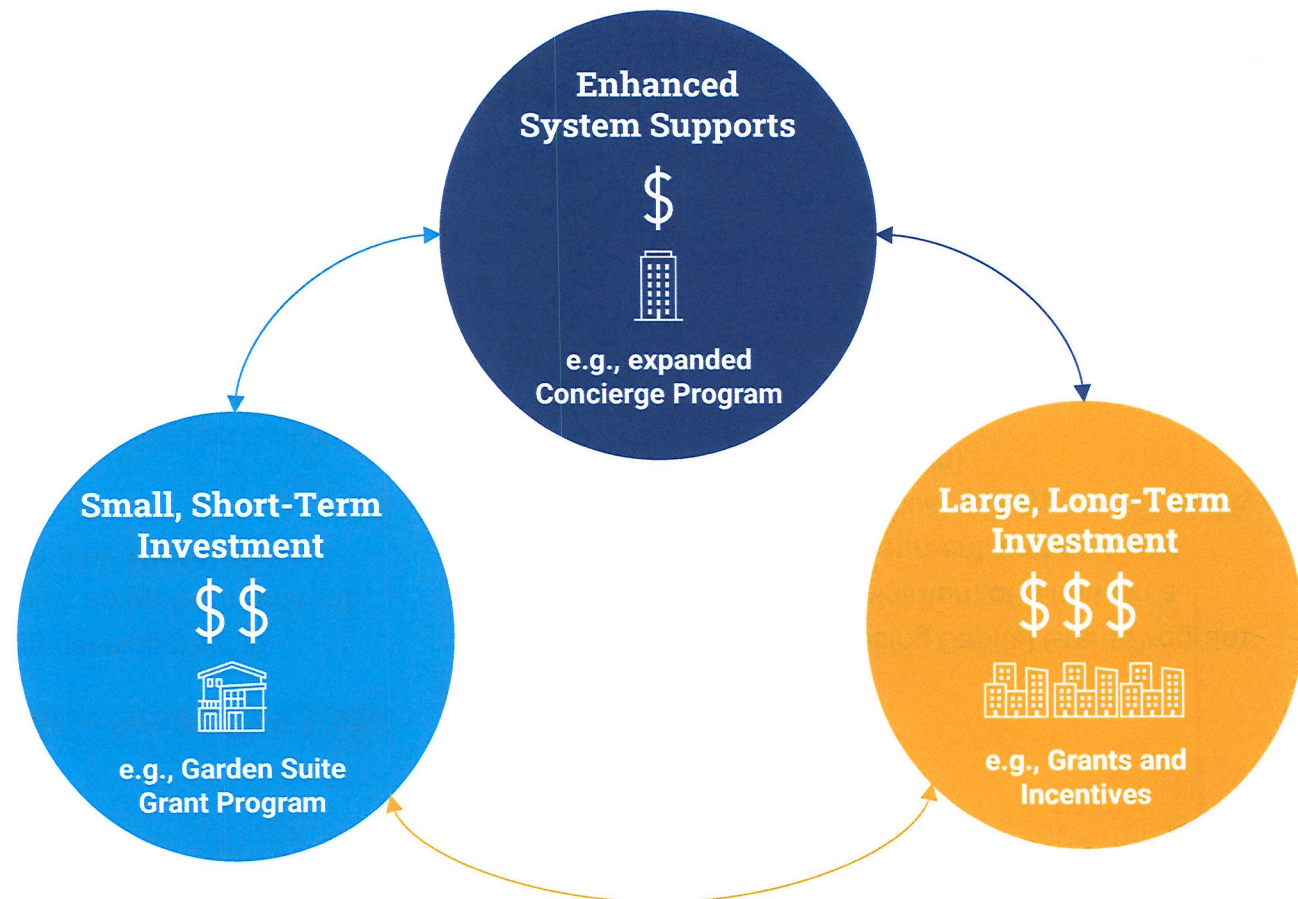 Enhanced
System Supports
$
e.g., expanded
Concierge Program
Small, Short-Term
Investment
$$
e.g., Garden Suite
Grant Program
Large, Long-Term
Investment
$$$
e.g., Grants and
Incentives